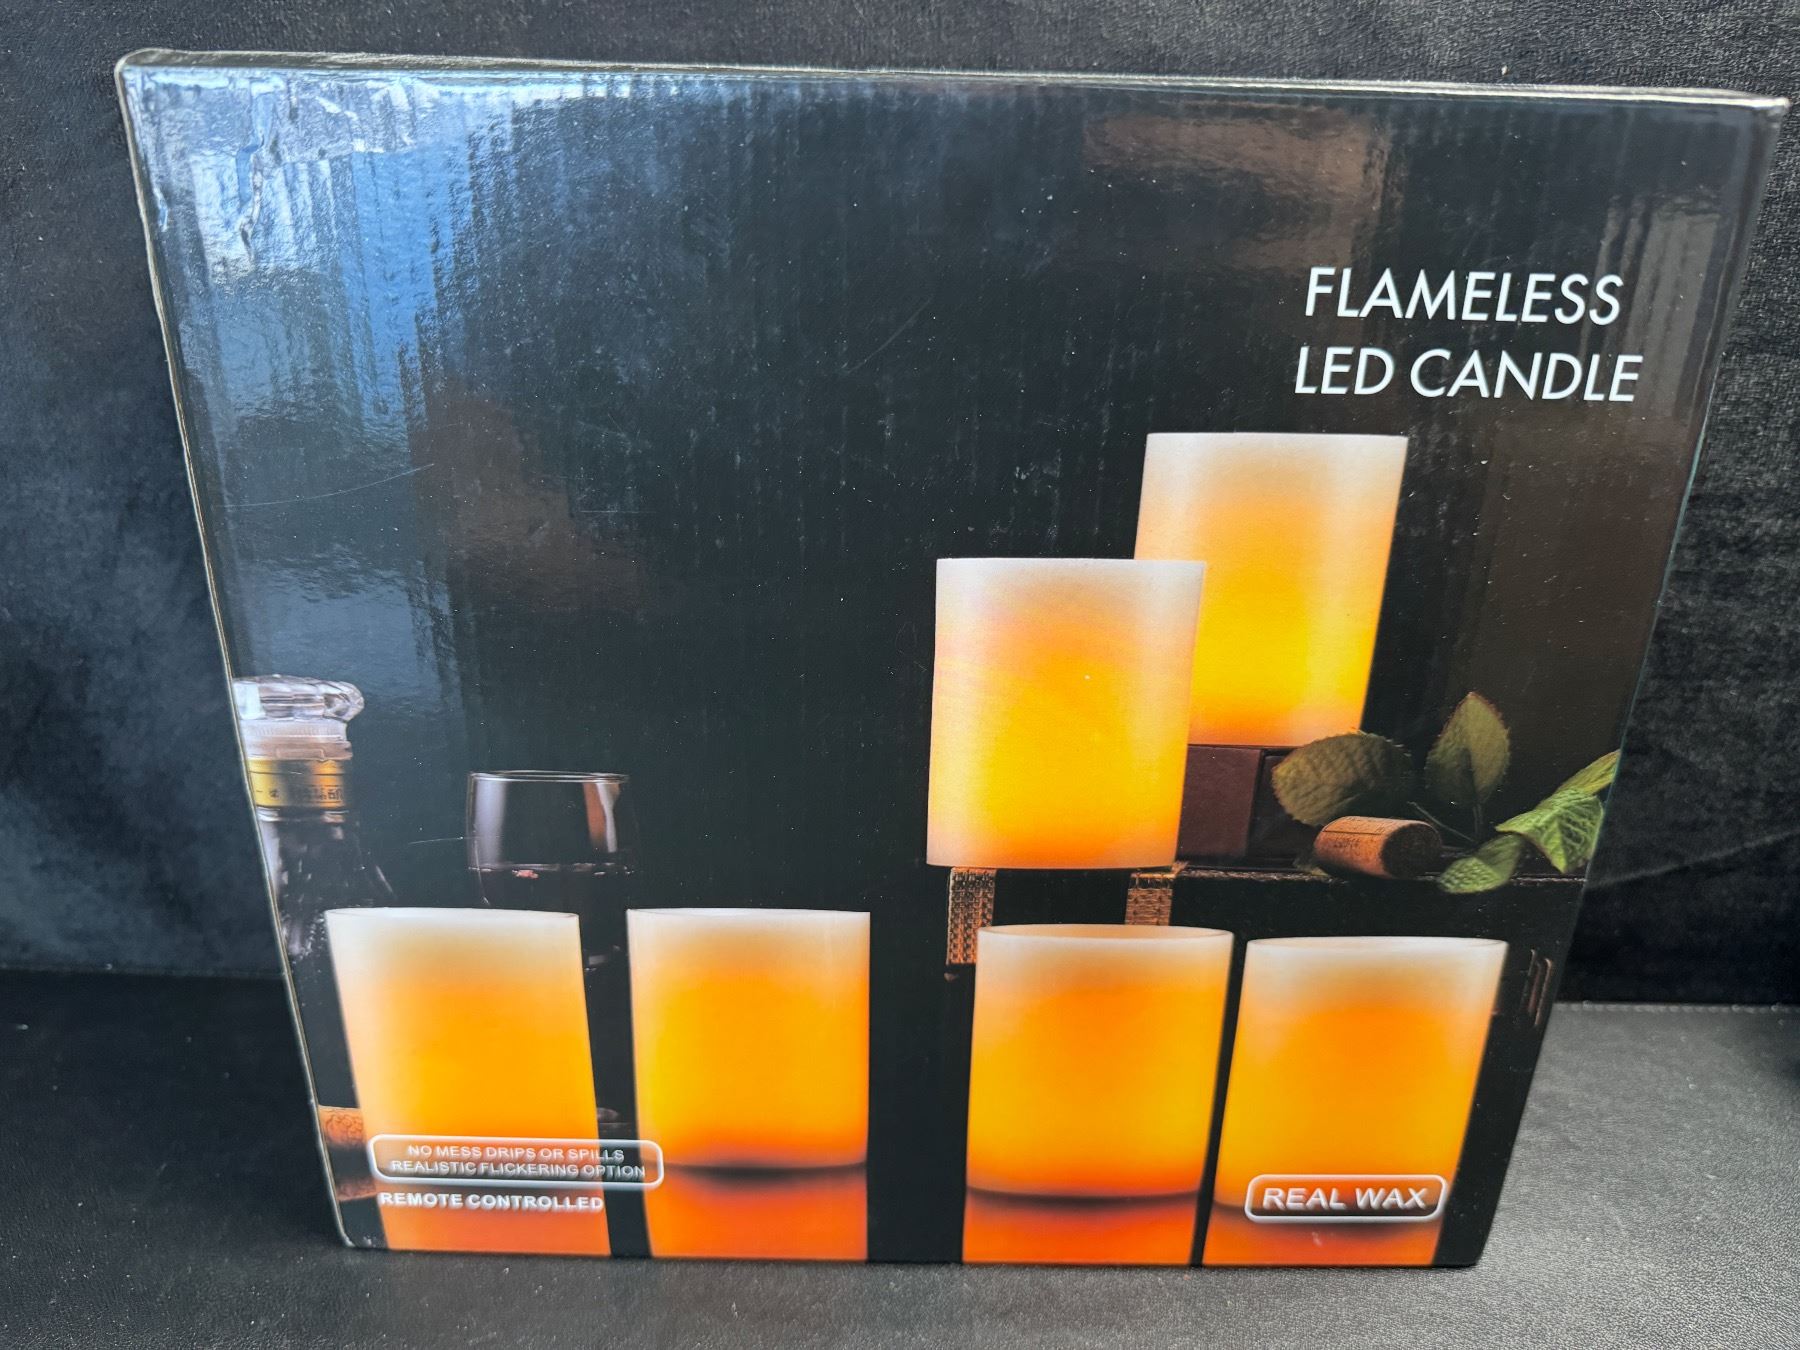 FLAMELESS
LED CANDLE
NO MESS DRIPS OR SPILLS
REALISTIC FLICKERING OPTION
REMOTE CONTROLLED
REAL WAX